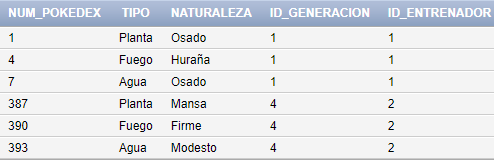 NUM_POKEDEX TIPO NATURALEZA ID_GENERACION ID_ENTRENADOR
1 Planta Osado 1 1
4 Fuego Huraña 1 1
7 Agua Osado 1 1
387 Planta Mansa 4 2
390 Fuego Firme 4 2
393 Agua Modesto 4 2